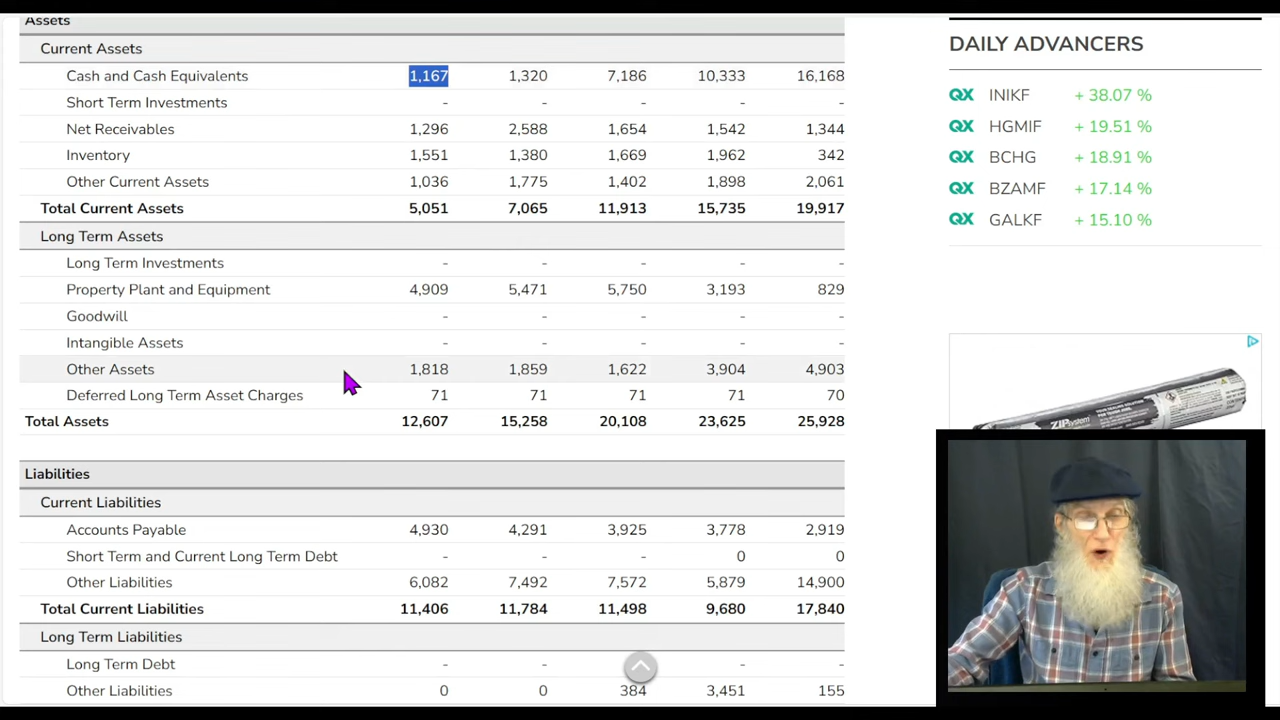 Assets
Current Assets
Cash and Cash Equivalents 1,167 1,320 7,186 10,333 16,168
Short Term Investments - - - - -
Net Receivables 1,296 2,588 1,654 1,542 1,344
Inventory 1,551 1,380 1,669 1,962 342
Other Current Assets 1,036 1,775 1,402 1,898 2,061
Total Current Assets 5,051 7,065 11,913 15,735 19,917
Long Term Assets
Long Term Investments - - - - -
Property Plant and Equipment 4,909 5,471 5,750 3,193 829
Goodwill - - - - -
Intangible Assets - - - - -
Other Assets 1,818 1,859 1,622 3,904 4,903
Deferred Long Term Asset Charges 71 71 71 71 70
Total Assets 12,607 15,258 20,108 23,625 25,928
Liabilities
Current Liabilities
Accounts Payable 4,930 4,291 3,925 3,778 2,919
Short Term and Current Long Term Debt - - - 0 0
Other Liabilities 6,082 7,492 7,572 5,879 14,900
Total Current Liabilities 11,406 11,784 11,498 9,680 17,840
Long Term Liabilities
Long Term Debt - - - - -
Other Liabilities 0 0 384 3,451 155
DAILY ADVANCERS
QX INIKF + 38.07 %
QX HGMIF + 19.51 %
QX BCHG + 18.91 %
QX BZAMF + 17.14 %
QX GALKF + 15.10 %
ZIPsystem